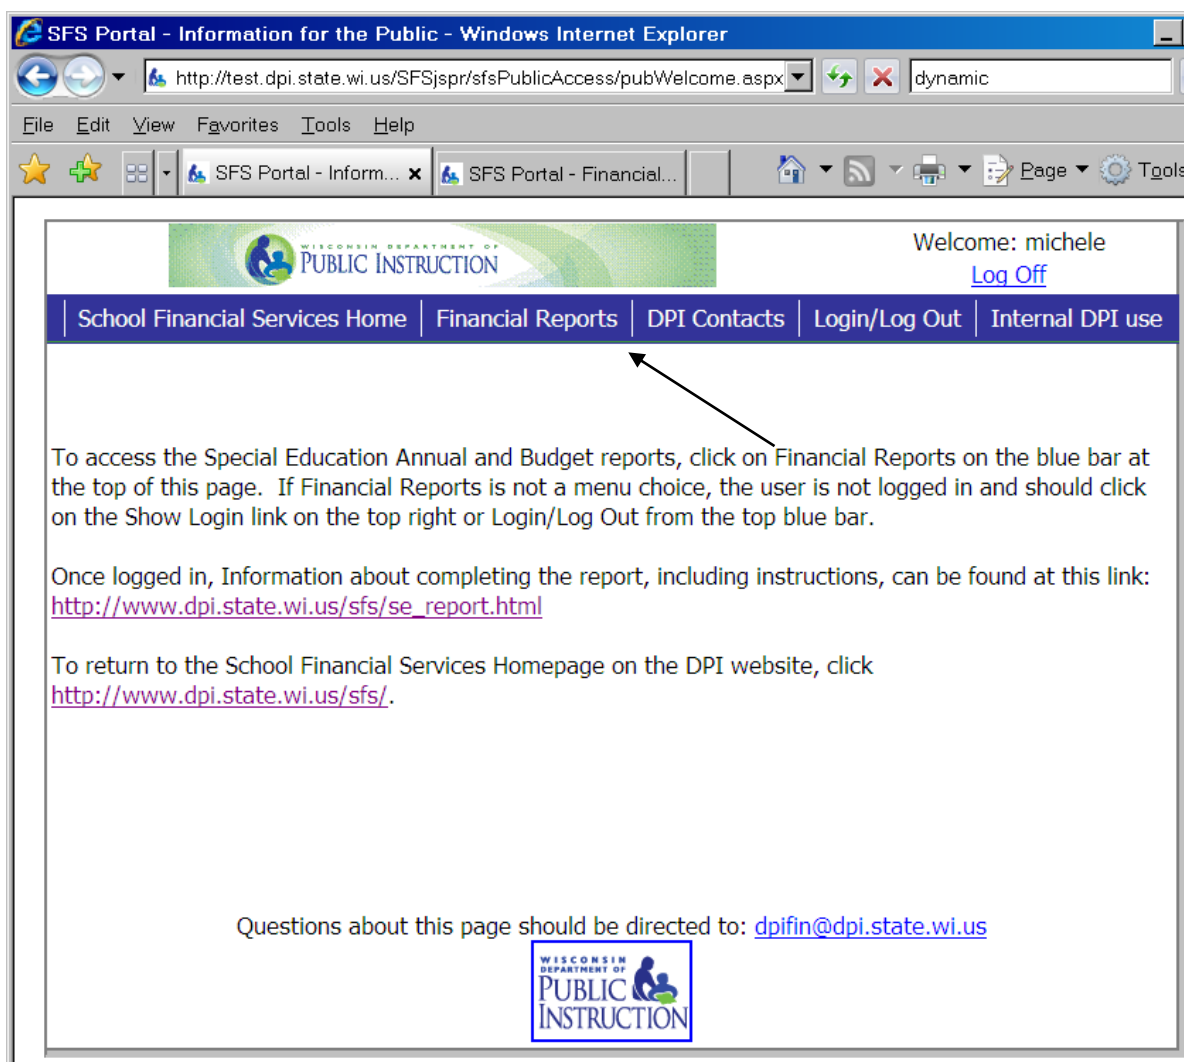 SFS Portal - Information for the Public - Windows Internet Explorer
http://test.dpi.state.wi.us/SFSjspr/sfsPublicAccess/pubWelcome.aspx dynamic
File Edit View Favorites Tools Help
SFS Portal - Inform... SFS Portal - Financial... Page Tools
WISCONSIN DEPARTMENT OF
PUBLIC INSTRUCTION
Welcome: michele
Log Off
School Financial Services Home Financial Reports DPI Contacts Login/Log Out Internal DPI use
To access the Special Education Annual and Budget reports, click on Financial Reports on the blue bar at
the top of this page.  If Financial Reports is not a menu choice, the user is not logged in and should click
on the Show Login link on the top right or Login/Log Out from the top blue bar.
Once logged in, Information about completing the report, including instructions, can be found at this link:
http://www.dpi.state.wi.us/sfs/se_report.html
To return to the School Financial Services Homepage on the DPI website, click
http://www.dpi.state.wi.us/sfs/.
Questions about this page should be directed to: dpifin@dpi.state.wi.us
WISCONSIN
DEPARTMENT OF
PUBLIC
INSTRUCTION